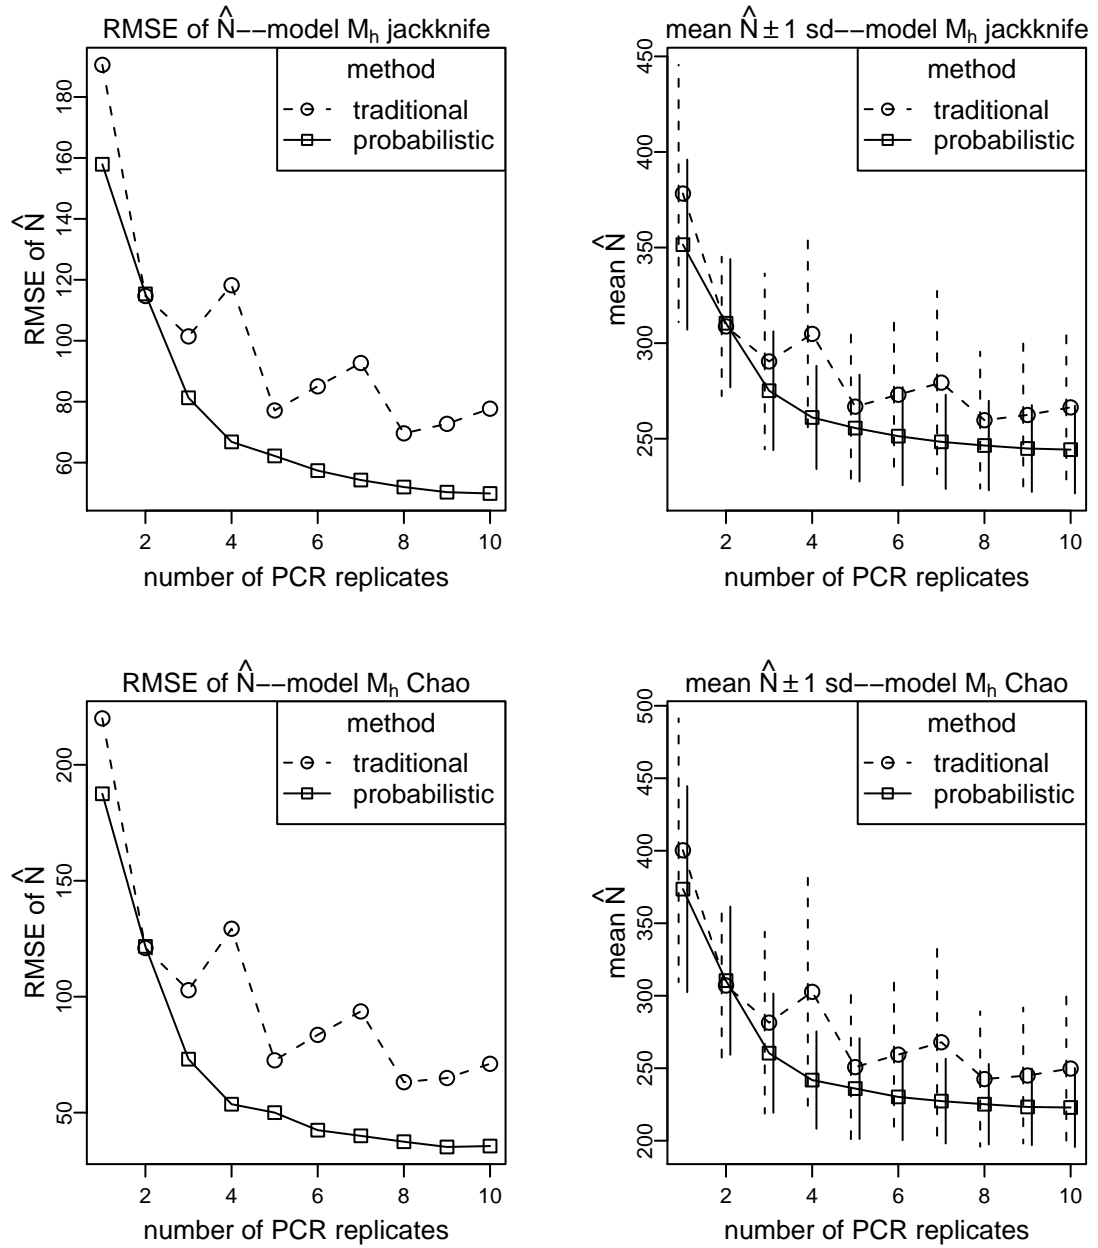 RMSE of N̂−−model Mₕ jackknife
method
traditional
probabilistic
RMSE of N̂
60 80 100 120 140 160 180
2 4 6 8 10
number of PCR replicates
mean N̂ ± 1 sd−−model Mₕ jackknife
method
traditional
probabilistic
mean N̂
250 300 350 400 450
2 4 6 8 10
number of PCR replicates
RMSE of N̂−−model Mₕ Chao
method
traditional
probabilistic
RMSE of N̂
50 100 150 200
2 4 6 8 10
number of PCR replicates
mean N̂ ± 1 sd−−model Mₕ Chao
method
traditional
probabilistic
mean N̂
200 250 300 350 400 450 500
2 4 6 8 10
number of PCR replicates